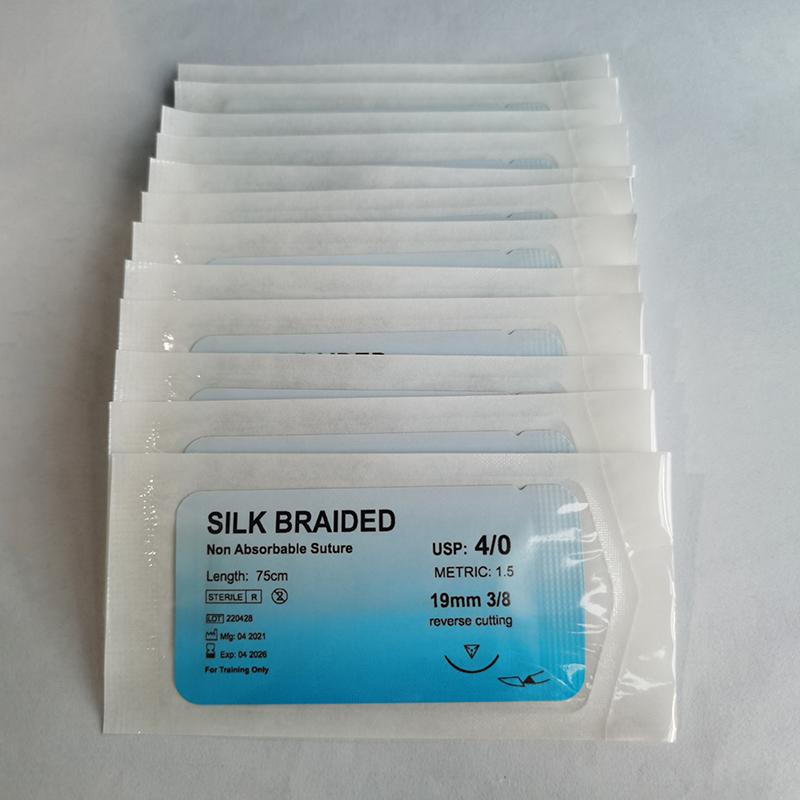 SILK BRAIDED
Non Absorbable Suture
USP: 4/0
Length: 75cm
METRIC: 1.5
STERILE R
19mm 3/8
reverse cutting
LOT 220428
Mfg: 04 2021
Exp: 04 2026
For Training Only